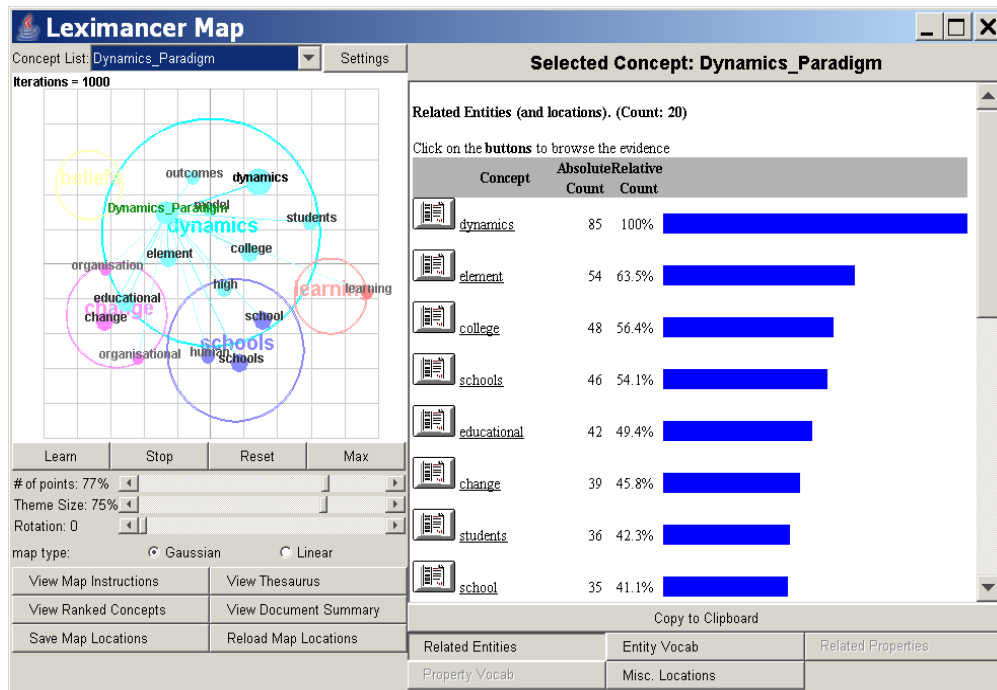 Leximancer Map
Concept List: Dynamics_Paradigm
Settings
Iterations = 1000
beliefs
outcomes
dynamics
Dynamics_Paradigm
model
dynamics
students
element
college
organisation
high
learning
learning
educational
change
change
school
schools
organisational
human
schools
Learn Stop Reset Max
# of points: 77%
Theme Size: 75%
Rotation: 0
map type: Gaussian Linear
View Map Instructions View Thesaurus
View Ranked Concepts View Document Summary
Save Map Locations Reload Map Locations
Selected Concept: Dynamics_Paradigm
Related Entities (and locations). (Count: 20)
Click on the buttons to browse the evidence
Concept Absolute Count Relative Count
dynamics 85 100%
element 54 63.5%
college 48 56.4%
schools 46 54.1%
educational 42 49.4%
change 39 45.8%
students 36 42.3%
school 35 41.1%
Copy to Clipboard
Related Entities Entity Vocab Related Properties
Property Vocab Misc. Locations